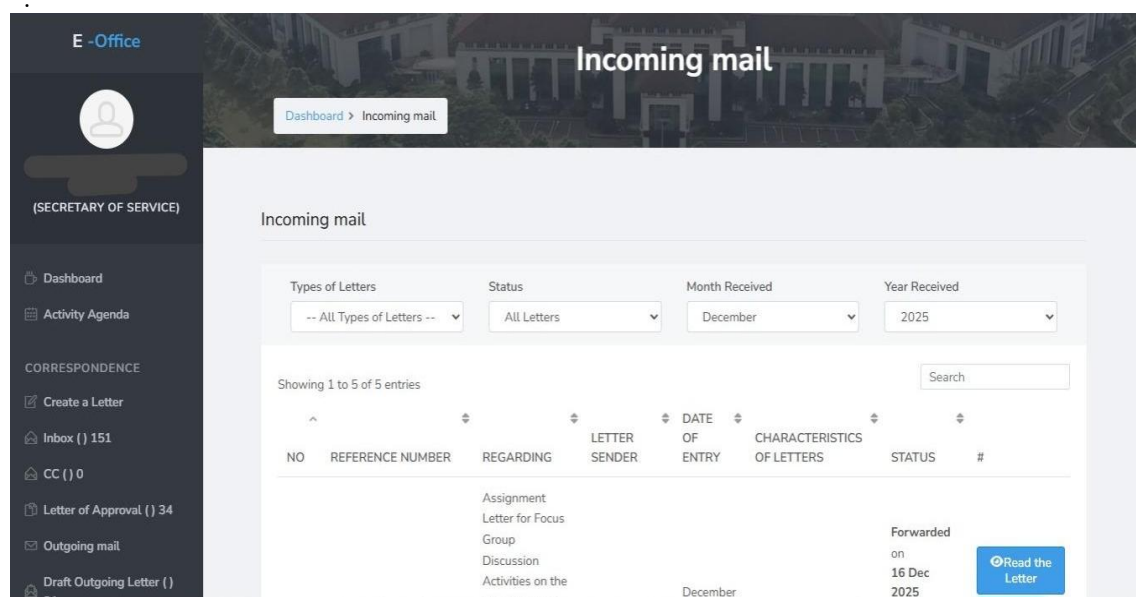 E -Office
(SECRETARY OF SERVICE)
Dashboard
Activity Agenda
CORRESPONDENCE
Create a Letter
Inbox ( ) 151
CC ( ) 0
Letter of Approval ( ) 34
Outgoing mail
Draft Outgoing Letter ( )
Incoming mail
Dashboard > Incoming mail
Incoming mail
Types of Letters
Status
Month Received
Year Received
-- All Types of Letters --
All Letters
December
2025
Showing 1 to 5 of 5 entries
Search
NO
REFERENCE NUMBER
REGARDING
LETTER
SENDER
DATE
OF
ENTRY
CHARACTERISTICS
OF LETTERS
STATUS
#
Assignment
Letter for Focus
Group
Discussion
Activities on the
December
Forwarded
on
16 Dec
2025
Read the
Letter